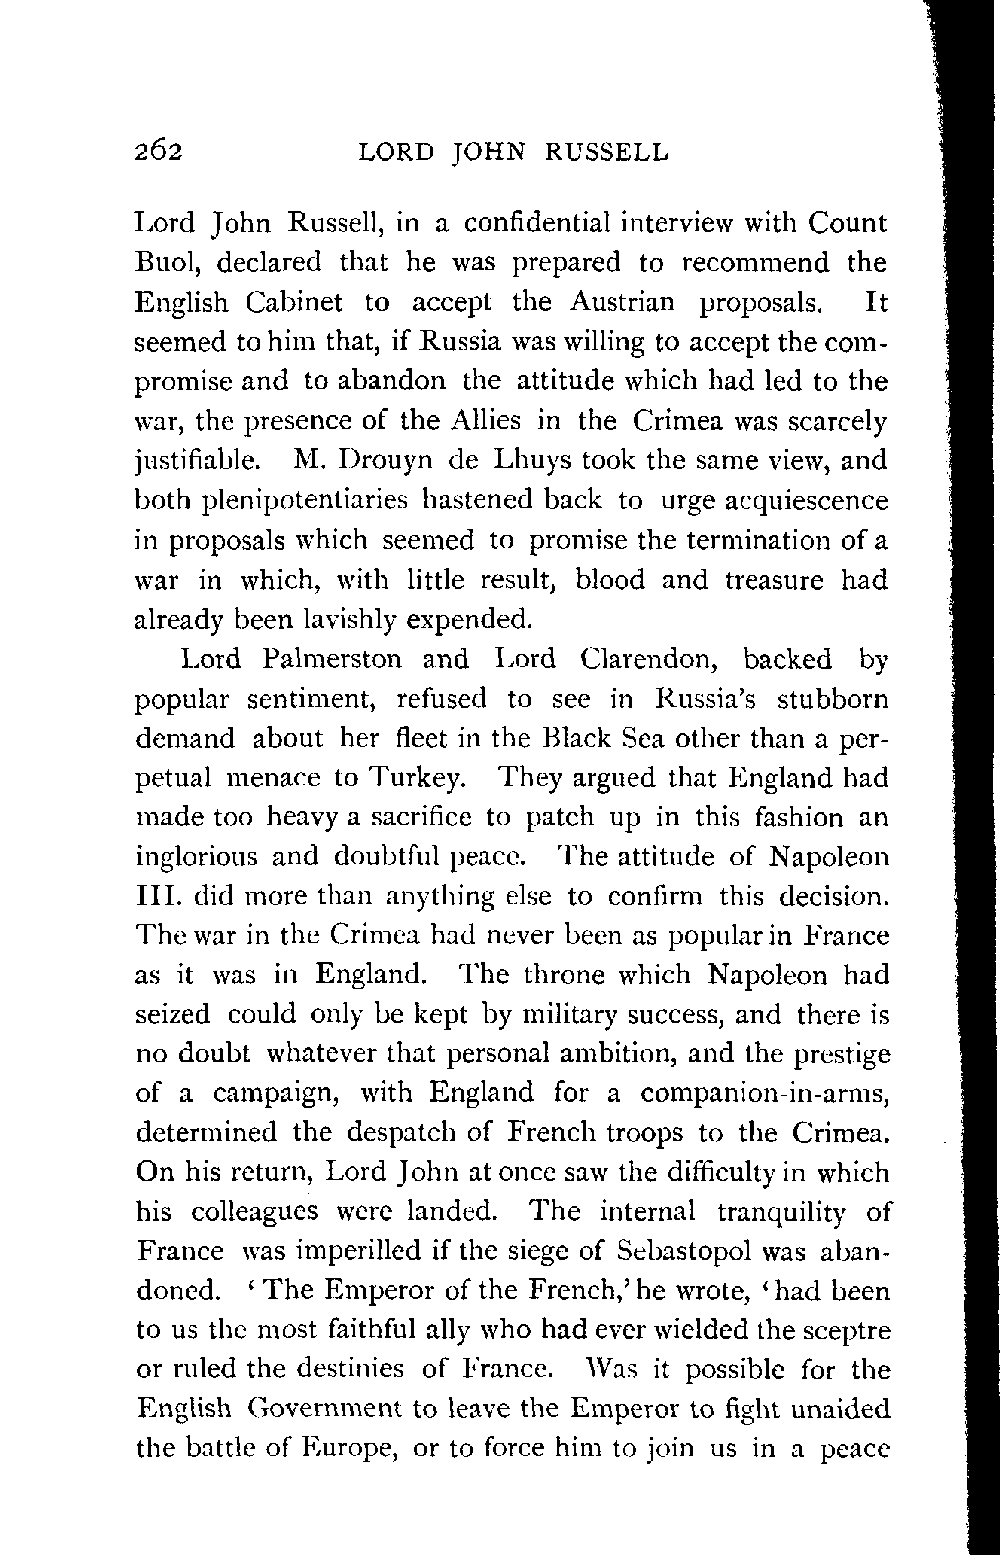 262 LORD JOHN RUSSELL
Lord John Russell, in a confidential interview with Count
Buol, declared that he was prepared to recommend the
English Cabinet to accept the Austrian proposals. It
seemed to him that, if Russia was willing to accept the com-
promise and to abandon the attitude which had led to the
war, the presence of the Allies in the Crimea was scarcely
justifiable. M. Drouyn de Lhuys took the same view, and
both plenipotentiaries hastened back to urge acquiescence
in proposals which seemed to promise the termination of a
war in which, with little result, blood and treasure had
already been lavishly expended.
Lord Palmerston and Lord Clarendon, backed by
popular sentiment, refused to see in Russia's stubborn
demand about her fleet in the Black Sea other than a per-
petual menace to Turkey. They argued that England had
made too heavy a sacrifice to patch up in this fashion an
inglorious and doubtful peace. The attitude of Napoleon
III. did more than anything else to confirm this decision.
The war in the Crimea had never been as popular in France
as it was in England. The throne which Napoleon had
seized could only be kept by military success, and there is
no doubt whatever that personal ambition, and the prestige
of a campaign, with England for a companion-in-arms,
determined the despatch of French troops to the Crimea.
On his return, Lord John at once saw the difficulty in which
his colleagues were landed. The internal tranquility of
France was imperilled if the siege of Sebastopol was aban-
doned. ‘ The Emperor of the French,’ he wrote, ‘had been
to us the most faithful ally who had ever wielded the sceptre
or ruled the destinies of France. Was it possible for the
English Government to leave the Emperor to fight unaided
the battle of Europe, or to force him to join us in a peace